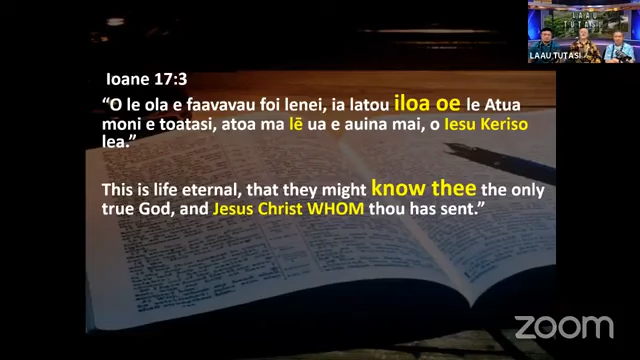 LAAU
TUTASI
LAAU TUTASI
Ioane 17:3
“O le ola e faavavau foi lenei, ia latou iloa oe le Atua
moni e toatasi, atoa ma lē ua e auina mai, o Iesu Keriso
lea.”
This is life eternal, that they might know thee the only
true God, and Jesus Christ WHOM thou has sent.”
zoom